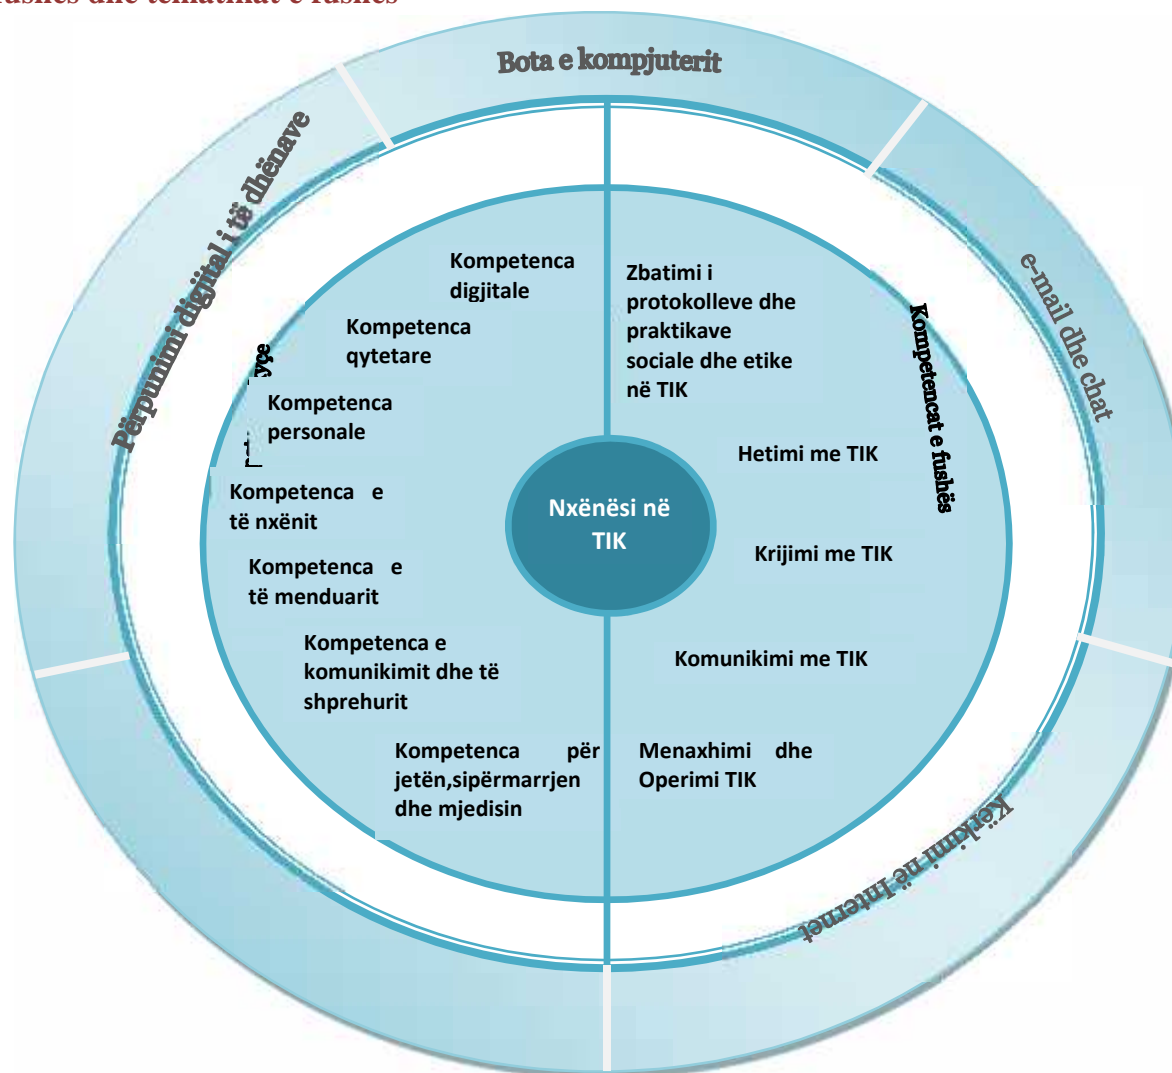 dhe tematikat e fushës
Bota e kompjuterit
Përpunimi digjital i të dhënave
e-mail dhe chat
Kërkimi në Internet
Kompetenca
digjitale
Kompetenca
qytetare
Kompetenca
personale
Kompetenca e
të nxënit
Kompetenca e
të menduarit
Kompetenca e
komunikimit dhe të
shprehurit
Kompetenca për
jetën,sipërmarrjen
dhe mjedisin
Nxënësi në
TIK
Kompetencat e fushës
Zbatimi i
protokolleve dhe
praktikave
sociale dhe etike
në TIK
Hetimi me TIK
Krijimi me TIK
Komunikimi me TIK
Menaxhimi dhe
Operimi TIK